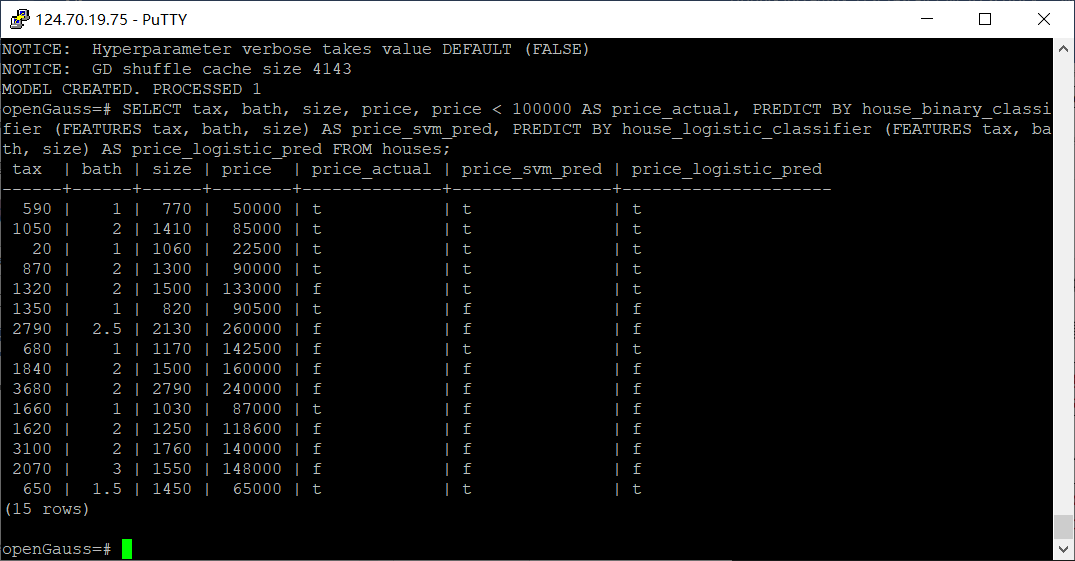 124.70.19.75 - PuTTY
NOTICE:  Hyperparameter verbose takes value DEFAULT (FALSE)
NOTICE:  GD shuffle cache size 4143
MODEL CREATED. PROCESSED 1
openGauss=# SELECT tax, bath, size, price, price < 100000 AS price_actual, PREDICT BY house_binary_classi
fier (FEATURES tax, bath, size) AS price_svm_pred, PREDICT BY house_logistic_classifier (FEATURES tax, ba
th, size) AS price_logistic_pred FROM houses;
 tax  | bath | size | price  | price_actual | price_svm_pred | price_logistic_pred
------+------+------+--------+--------------+----------------+---------------------
  590 |    1 |  770 |  50000 | t            | t              | t
 1050 |    2 | 1410 |  85000 | t            | t              | t
   20 |    1 | 1060 |  22500 | t            | t              | t
  870 |    2 | 1300 |  90000 | t            | t              | t
 1320 |    2 | 1500 | 133000 | f            | t              | t
 1350 |    1 |  820 |  90500 | t            | f              | f
 2790 |  2.5 | 2130 | 260000 | f            | f              | f
  680 |    1 | 1170 | 142500 | f            | t              | t
 1840 |    2 | 1500 | 160000 | f            | f              | f
 3680 |    2 | 2790 | 240000 | f            | f              | f
 1660 |    1 | 1030 |  87000 | t            | f              | f
 1620 |    2 | 1250 | 118600 | f            | f              | f
 3100 |    2 | 1760 | 140000 | f            | f              | f
 2070 |    3 | 1550 | 148000 | f            | f              | f
  650 |  1.5 | 1450 |  65000 | t            | t              | t
(15 rows)
openGauss=#